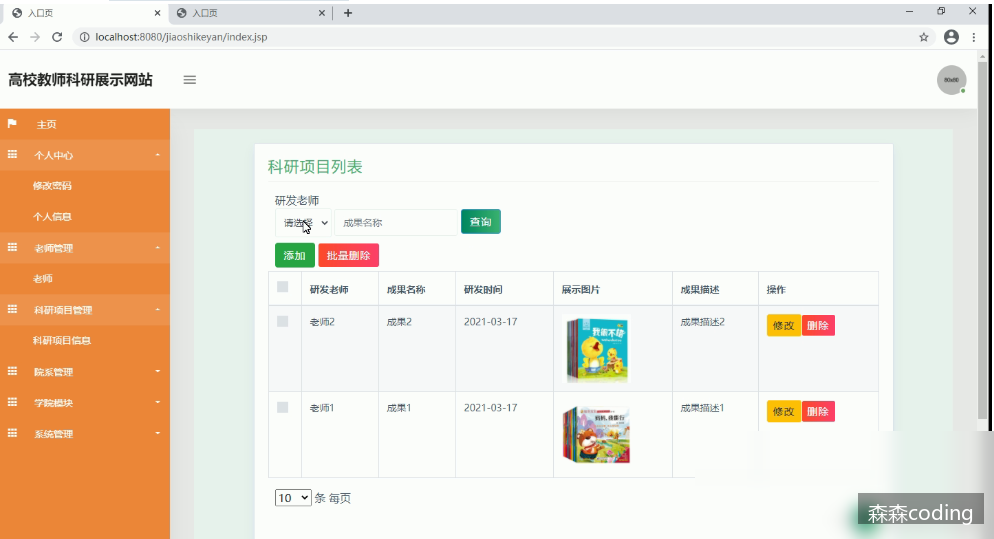 入口页
入口页
localhost:8080/jiaoshikeyan/index.jsp
高校教师科研展示网站
80x80
主页
个人中心
修改密码
个人信息
老师管理
老师
科研项目管理
科研项目信息
院系管理
学院模块
系统管理
科研项目列表
研发老师
请选择 成果名称 查询
添加 批量删除
研发老师 成果名称 研发时间 展示图片 成果描述 操作
老师2 成果2 2021-03-17 成果描述2 修改 删除
我能不能
老师1 成果1 2021-03-17 成果描述1 修改 删除
10 条 每页
森森coding